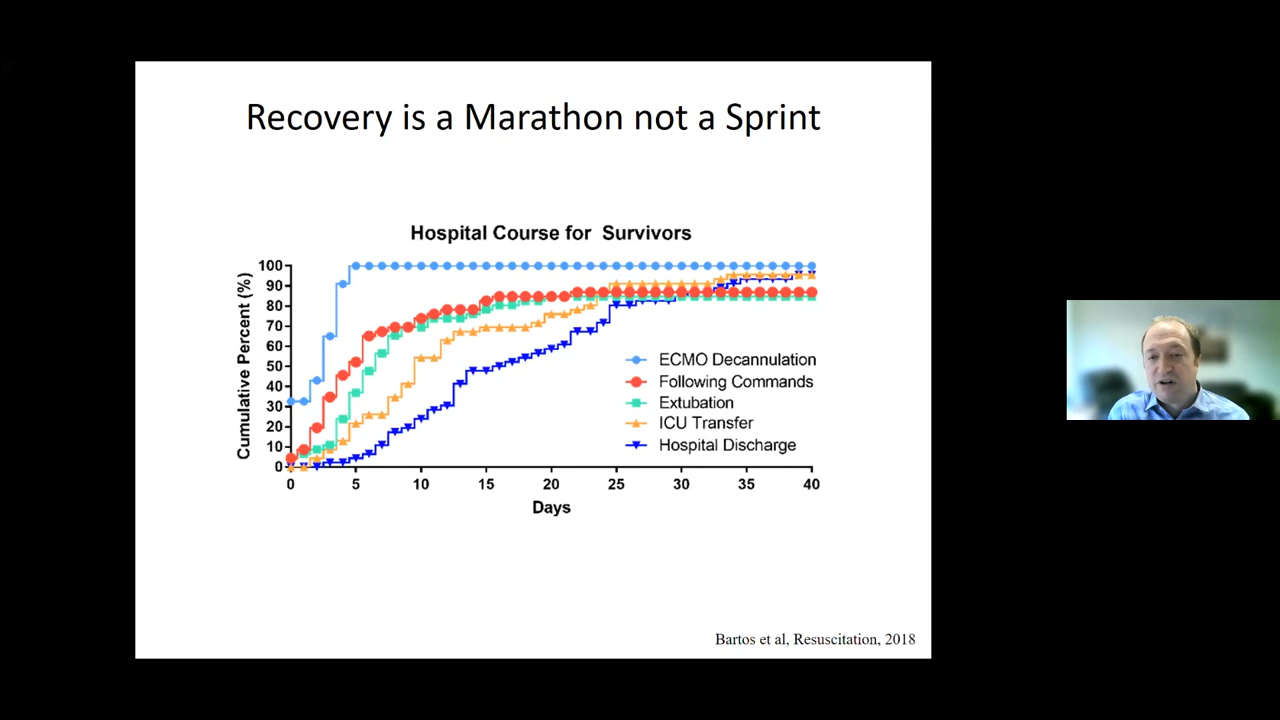 Recovery is a Marathon not a Sprint
Hospital Course for Survivors
Cumulative Percent (%)
100
90
80
70
60
50
40
30
20
10
0
ECMO Decannulation
Following Commands
Extubation
ICU Transfer
Hospital Discharge
0 5 10 15 20 25 30 35 40
Days
Bartos et al, Resuscitation, 2018